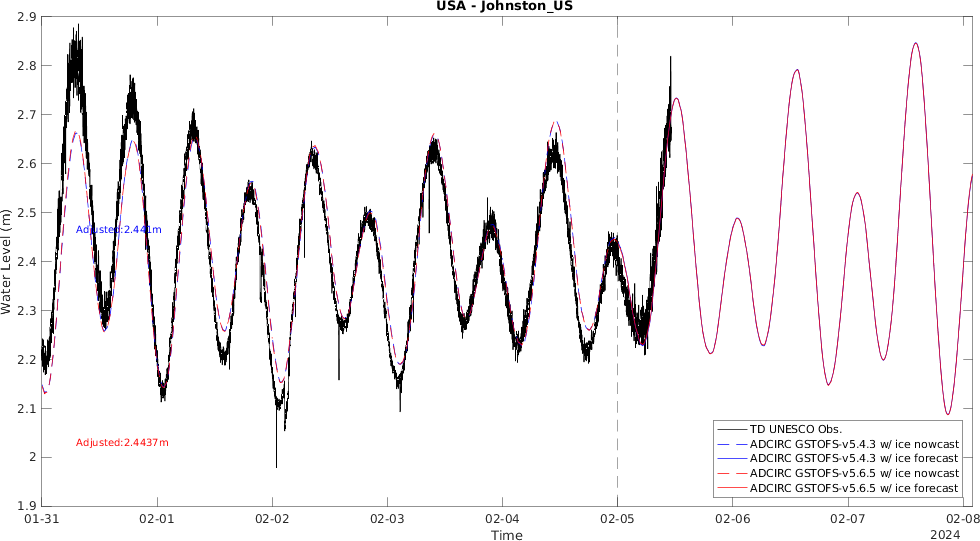 USA - Johnston_US
2.9
2.8
2.7
2.6
2.5
2.4
2.3
2.2
2.1
2
1.9
Water Level (m)
Adjusted:2.441m
Adjusted:2.4437m
TD UNESCO Obs.
ADCIRC GSTOFS-v5.4.3 w/ ice nowcast
ADCIRC GSTOFS-v5.4.3 w/ ice forecast
ADCIRC GSTOFS-v5.6.5 w/ ice nowcast
ADCIRC GSTOFS-v5.6.5 w/ ice forecast
01-31 02-01 02-02 02-03 02-04 02-05 02-06 02-07 02-08
Time 2024